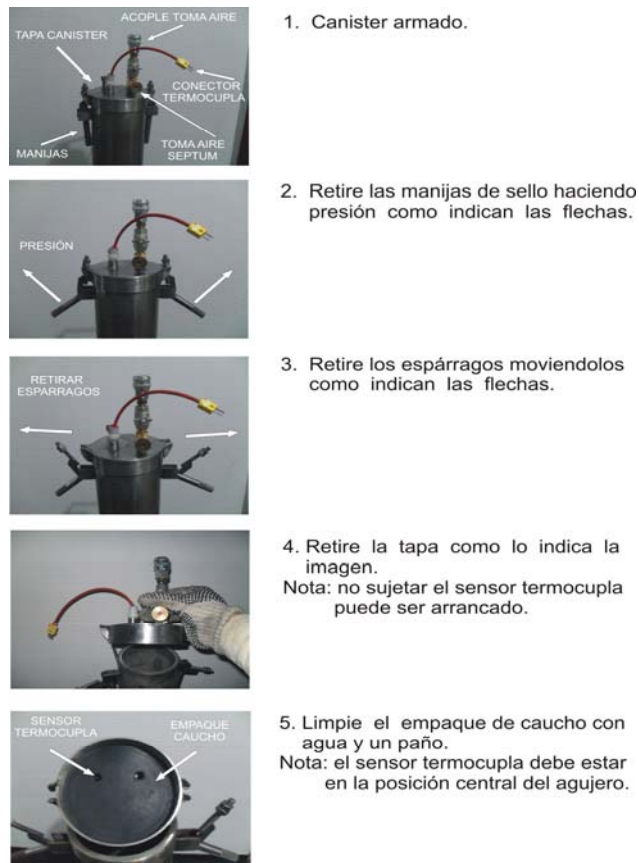 ACOPLE TOMA AIRE
TAPA CANISTER
CONECTOR
TERMOCUPLA
MANIJAS
TOMA AIRE
SEPTUM
1. Canister armado.
PRESIÓN
2. Retire las manijas de sello haciendo
presión como indican las flechas.
RETIRAR
ESPARRAGOS
3. Retire los espárragos moviendolos
como indican las flechas.
4. Retire la tapa como lo indica la
imagen.
Nota: no sujetar el sensor termocupla
puede ser arrancado.
SENSOR
TERMOCUPLA
EMPAQUE
CAUCHO
5. Limpie el empaque de caucho con
agua y un paño.
Nota: el sensor termocupla debe estar
en la posición central del agujero.